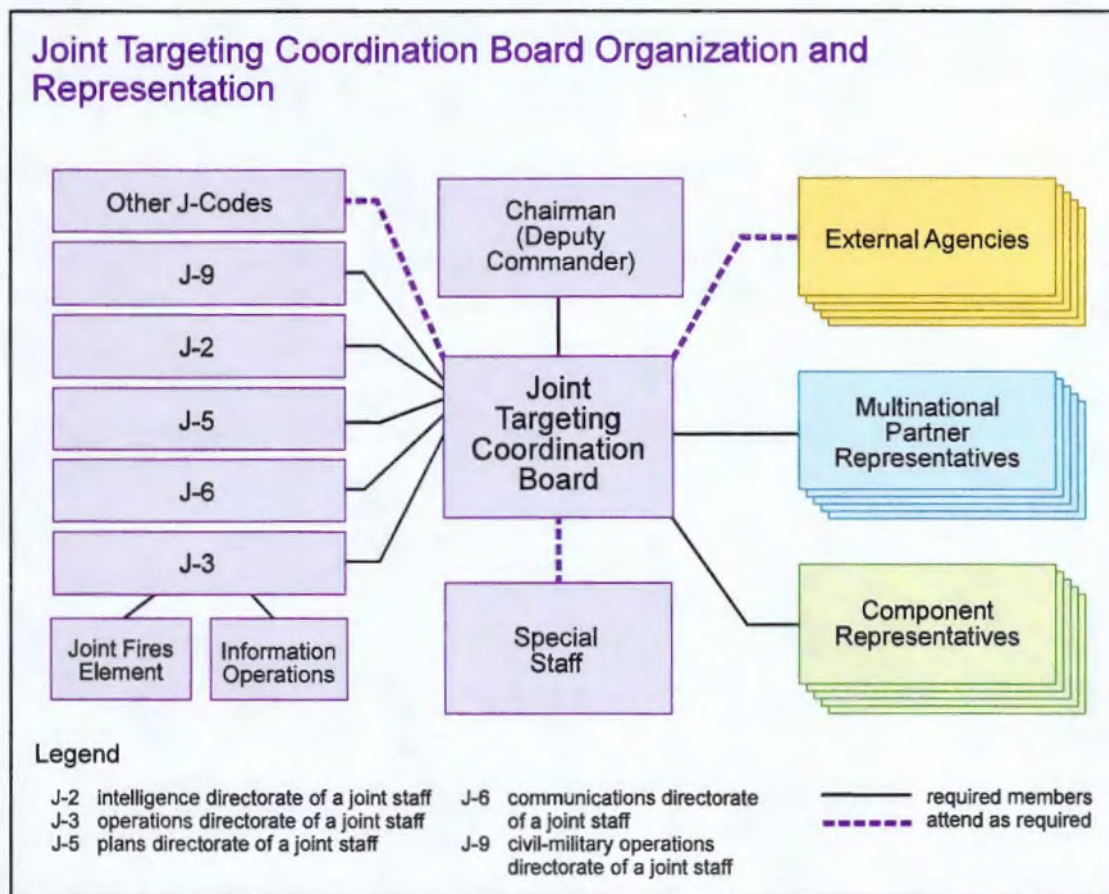 Joint Targeting Coordination Board Organization and
Representation
Other J-Codes
J-9
J-2
J-5
J-6
J-3
Joint Fires
Element
Information
Operations
Chairman
(Deputy
Commander)
Joint
Targeting
Coordination
Board
Special
Staff
External Agencies
Multinational
Partner
Representatives
Component
Representatives
Legend
J-2 intelligence directorate of a joint staff
J-3 operations directorate of a joint staff
J-5 plans directorate of a joint staff
J-6 communications directorate
of a joint staff
J-9 civil-military operations
directorate of a joint staff
required members
attend as required